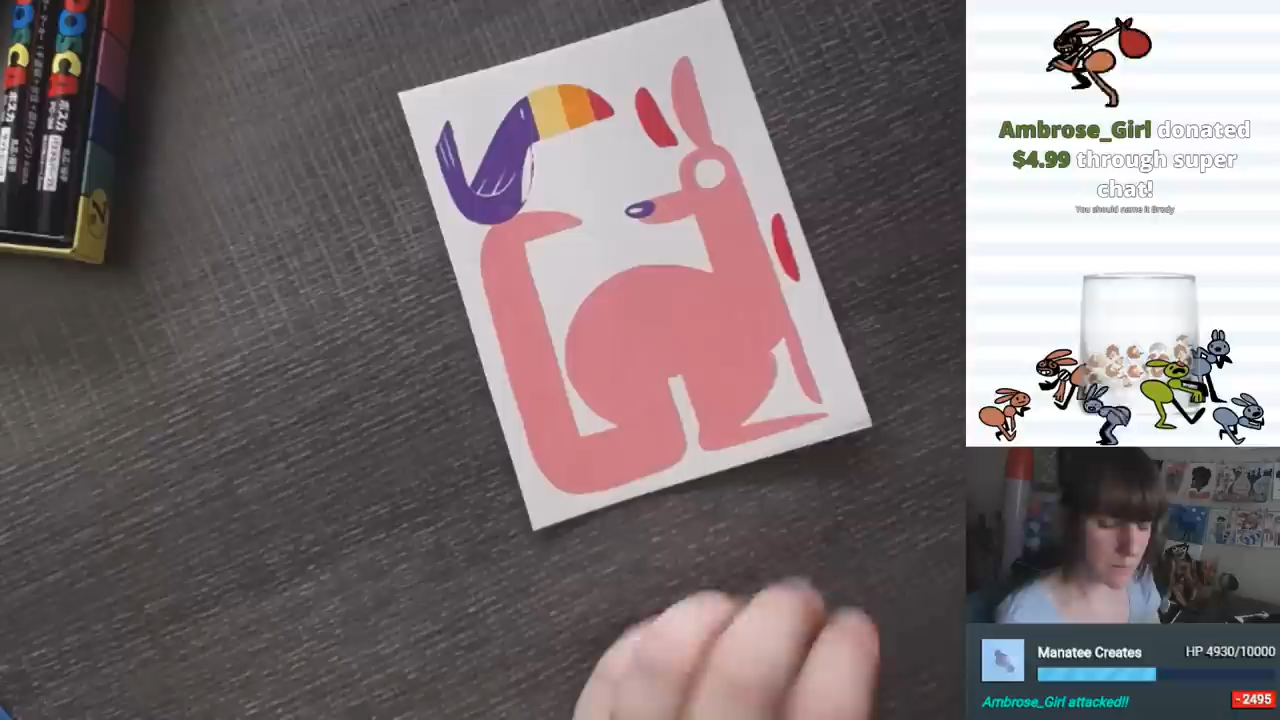 POSCA
Ambrose_Girl donated
$4.99 through super
chat!
You should name it Brody
Manatee Creates
HP 4930/10000
Ambrose_Girl attacked!!
-2495